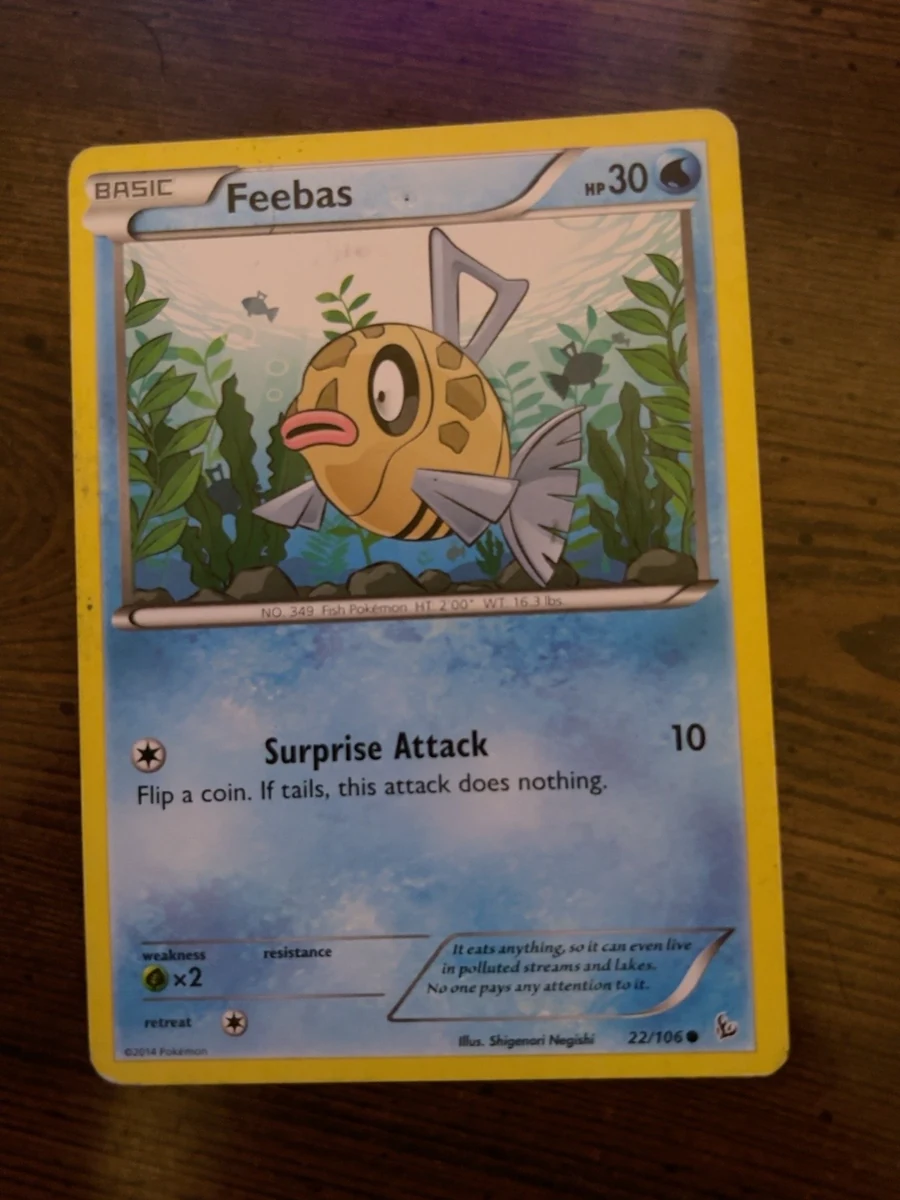 BASIC
Feebas
HP 30
NO. 349 Fish Pokémon HT: 2'00" WT: 16.3 lbs.
Surprise Attack 10
Flip a coin. If tails, this attack does nothing.
weakness resistance
×2
retreat
It eats anything, so it can even live
in polluted streams and lakes.
No one pays any attention to it.
Illus. Shigenori Negishi 22/106
©2014 Pokémon